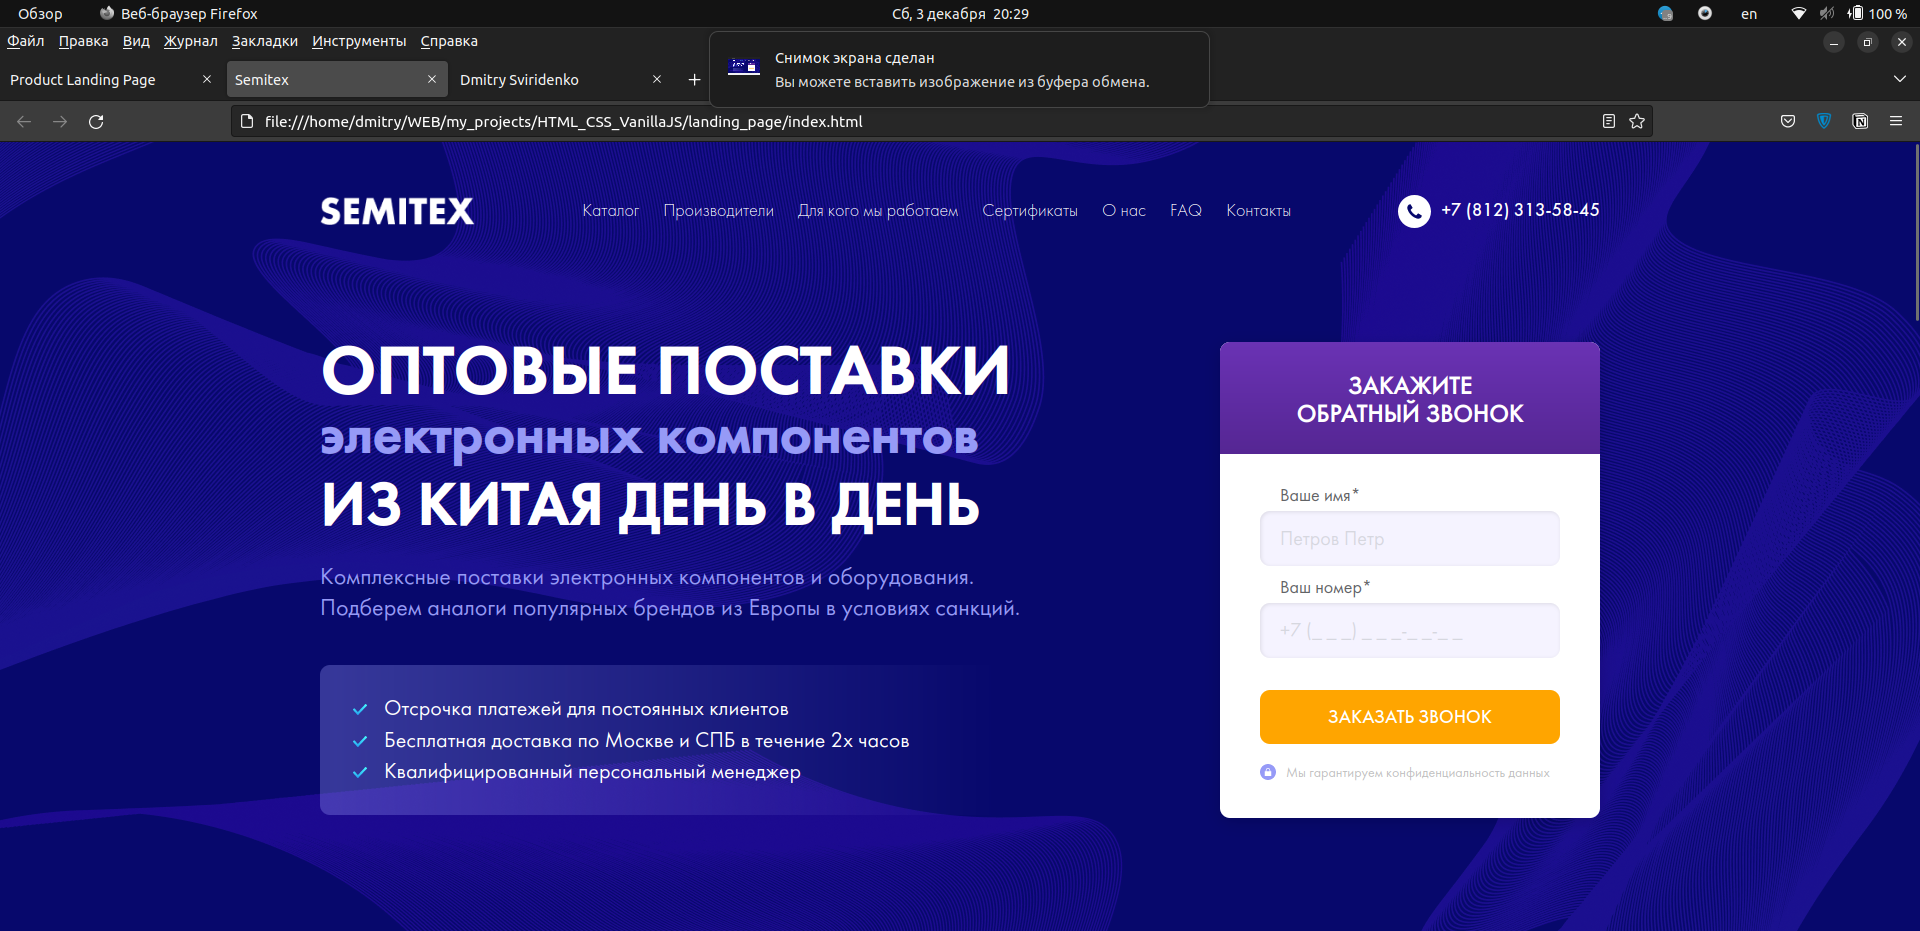 Обзор
Веб-браузер Firefox
Сб, 3 декабря 20:29
en
100 %
Файл Правка Вид Журнал Закладки Инструменты Справка
Снимок экрана сделан
Вы можете вставить изображение из буфера обмена.
Product Landing Page
Semitex
Dmitry Sviridenko
file:///home/dmitry/WEB/my_projects/HTML_CSS_VanillaJS/landing_page/index.html
SEMITEX
Каталог Производители Для кого мы работаем Сертификаты О нас FAQ Контакты
+7 (812) 313-58-45
ОПТОВЫЕ ПОСТАВКИ
электронных компонентов
ИЗ КИТАЯ ДЕНЬ В ДЕНЬ
Комплексные поставки электронных компонентов и оборудования.
Подберем аналоги популярных брендов из Европы в условиях санкций.
Отсрочка платежей для постоянных клиентов
Бесплатная доставка по Москве и СПБ в течение 2х часов
Квалифицированный персональный менеджер
ЗАКАЖИТЕ
ОБРАТНЫЙ ЗВОНОК
Ваше имя*
Петров Петр
Ваш номер*
+7 (_ _ _) _ _ _-_ _-_ _
ЗАКАЗАТЬ ЗВОНОК
Мы гарантируем конфиденциальность данных